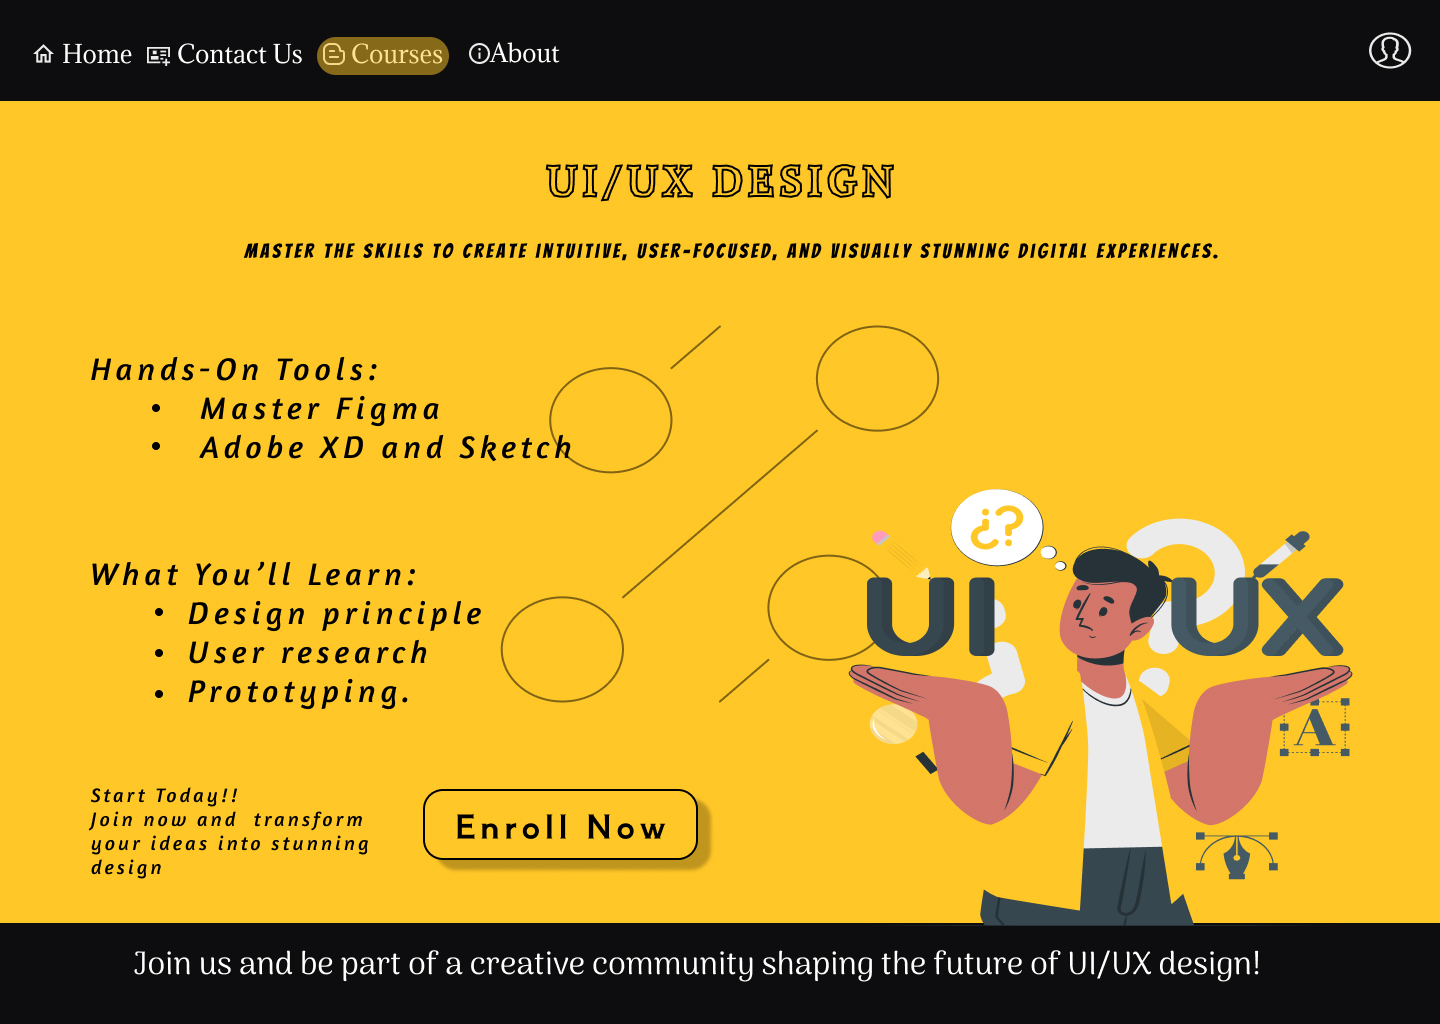 Home Contact Us Courses About
UI/UX DESIGN
MASTER THE SKILLS TO CREATE INTUITIVE, USER-FOCUSED, AND VISUALLY STUNNING DIGITAL EXPERIENCES.
Hands-On Tools:
• Master Figma
• Adobe XD and Sketch
¿?
UI UX
What You’ll Learn:
• Design principle
• User research
• Prototyping.
A
Start Today!!
Join now and transform
your ideas into stunning
design
Enroll Now
Join us and be part of a creative community shaping the future of UI/UX design!